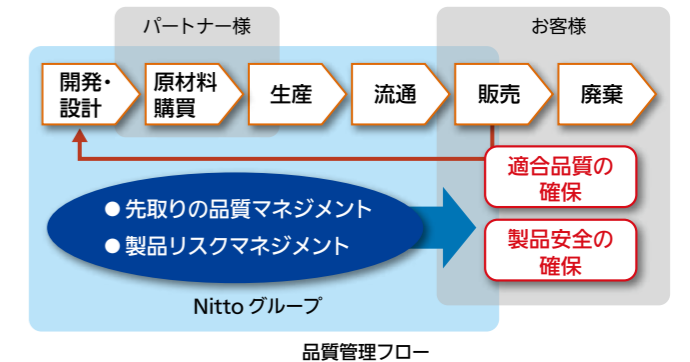 パートナー様
お客様
開発・
設計
原材料
購買
生産
流通
販売
廃棄
適合品質の
確保
●先取りの品質マネジメント
●製品リスクマネジメント
製品安全の
確保
Nitto グループ
品質管理フロー